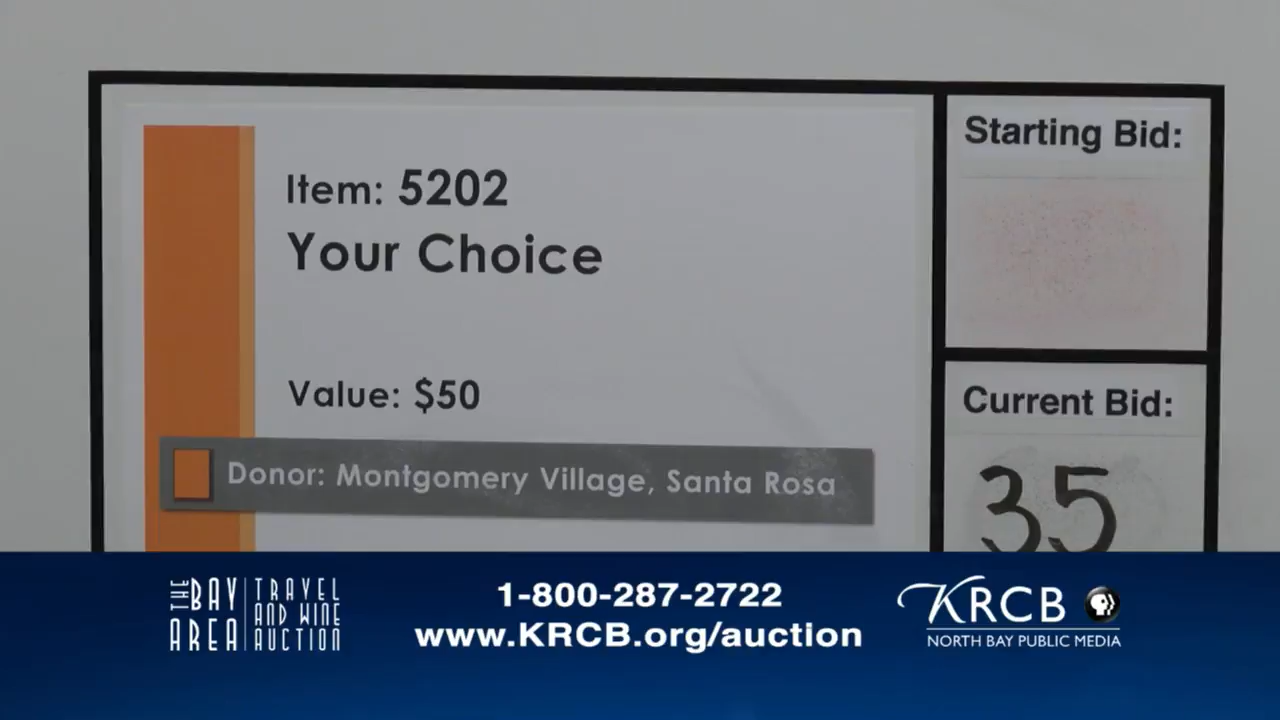 Item: 5202
Your Choice
Value: $50
Donor: Montgomery Village, Santa Rosa
Starting Bid:
Current Bid:
35
THE BAY AREA
TRAVEL
AND WINE
AUCTION
1-800-287-2722
www.KRCB.org/auction
KRCB
NORTH BAY PUBLIC MEDIA